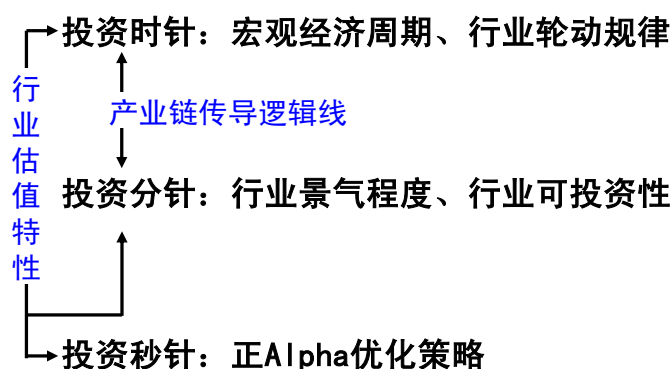 投资时针：宏观经济周期、行业轮动规律
产业链传导逻辑线
行业估值特性
投资分针：行业景气程度、行业可投资性
投资秒针：正Alpha优化策略